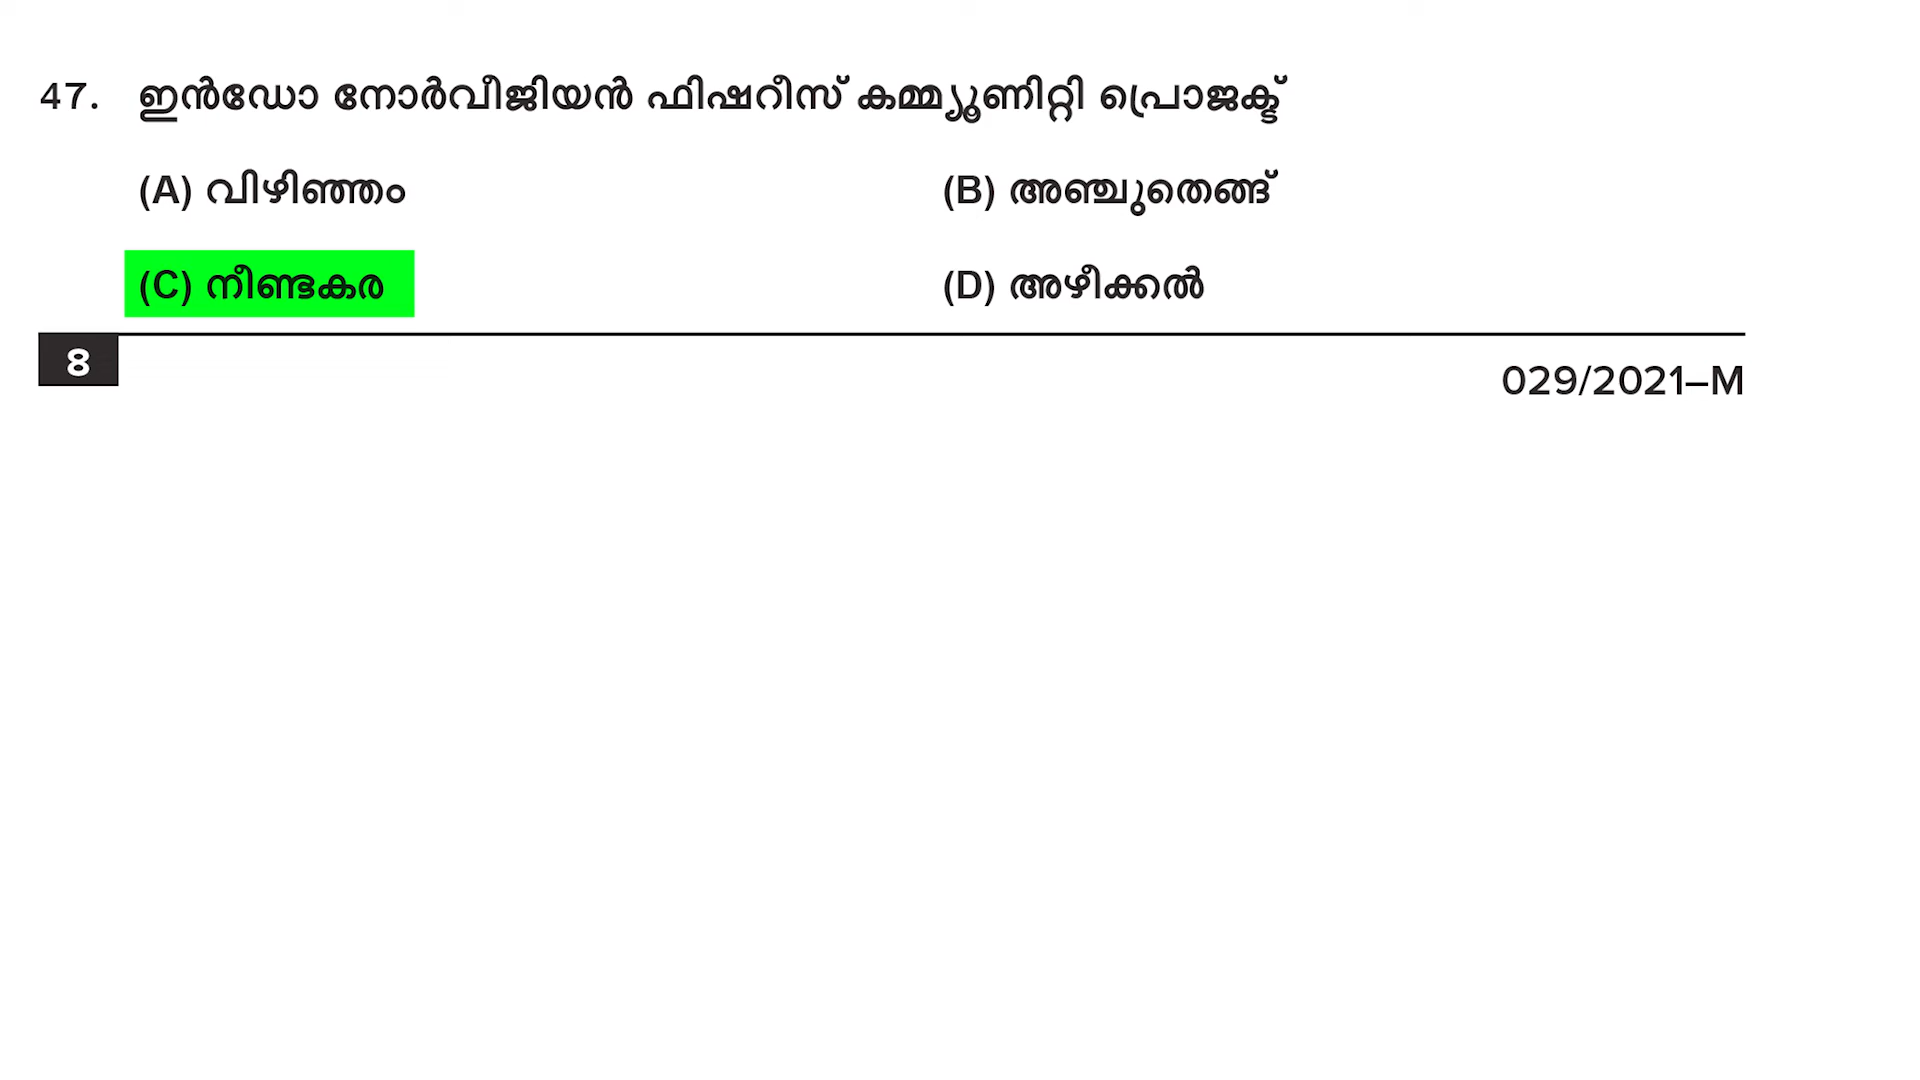 47. ഇൻഡോ നോർവീജിയൻ ഫിഷറീസ് കമ്മ്യൂണിറ്റി പ്രൊജക്ട്
(A) വിഴിഞ്ഞം (B) അഞ്ചുതെങ്ങ്
(C) നീണ്ടകര (D) അഴീക്കൽ
8
029/2021–M